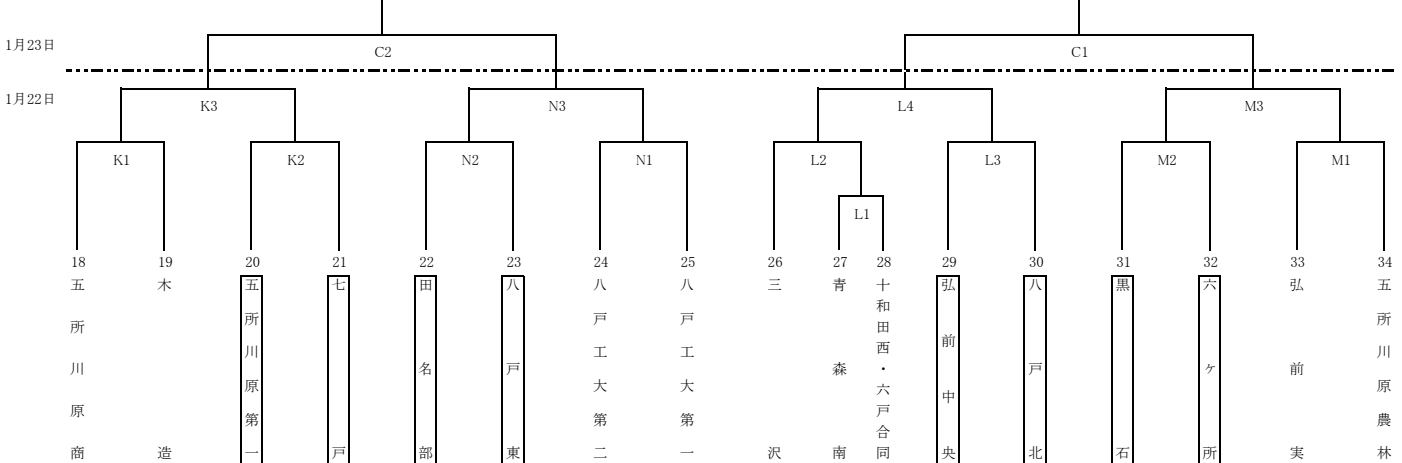 1月23日
C2
C1
1月22日
K3
N3
L4
M3
K1
K2
N2
N1
L2
L3
M2
M1
L1
18
19
20
21
22
23
24
25
26
27
28
29
30
31
32
33
34
五所川原商
木造
五所川原第一
七戸
田名部
八戸東
八戸工大第二
八戸工大第一
三沢
青森南
十和田西・六戸合同
弘前中央
八戸北
黒石
六ヶ所
弘前実
五所川原農林